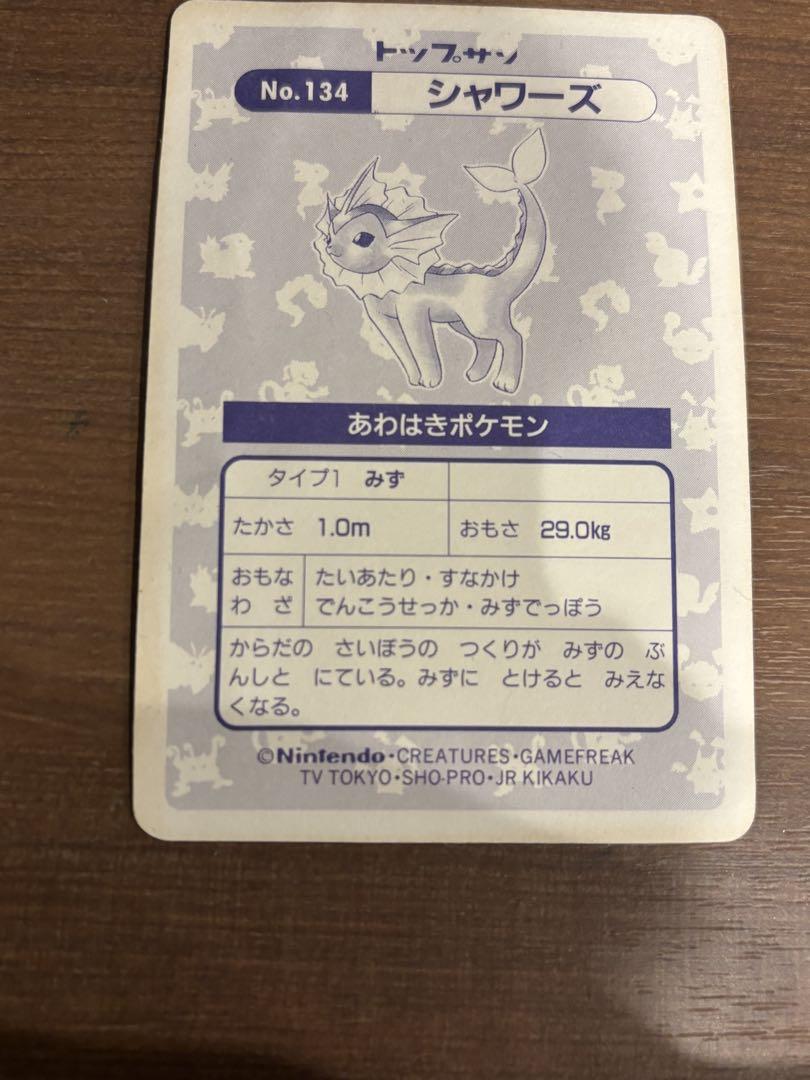 トップサン
No.134 シャワーズ
あわはきポケモン
タイプ1 みず
たかさ 1.0m おもさ 29.0kg
おもな たいあたり・すなかけ
わ ざ でんこうせっか・みずでっぽう
からだの さいぼうの つくりが みずの ぶ
んしと にている。みずに とけると みえな
くなる。
©Nintendo・CREATURES・GAMEFREAK
TV TOKYO・SHO-PRO・JR KIKAKU